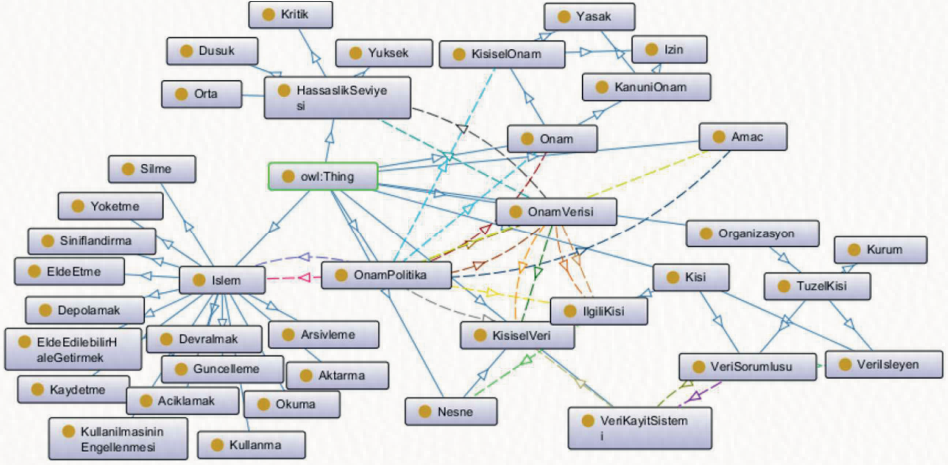 Kritik
Yasak
Dusuk
Yuksek
KisiselOnam
Izin
Orta
HassaslikSeviye
si
KanuniOnam
Onam
Amac
Silme
owl:Thing
Yoketme
OnamVerisi
Siniflandirma
Organizasyon
Kurum
EldeEtme
Islem
OnamPolitika
Kisi
TuzelKisi
Depolamak
IlgiliKisi
EldeEdilebilirH
aleGetirmek
Devralmak
Arsivleme
KisiselVeri
Guncelleme
Aktarma
VeriSorumlusu
VeriIsleyen
Kaydetme
Aciklamak
Okuma
Nesne
VeriKayitSistem
i
Kullanilmasinin
Engellenmesi
Kullanma